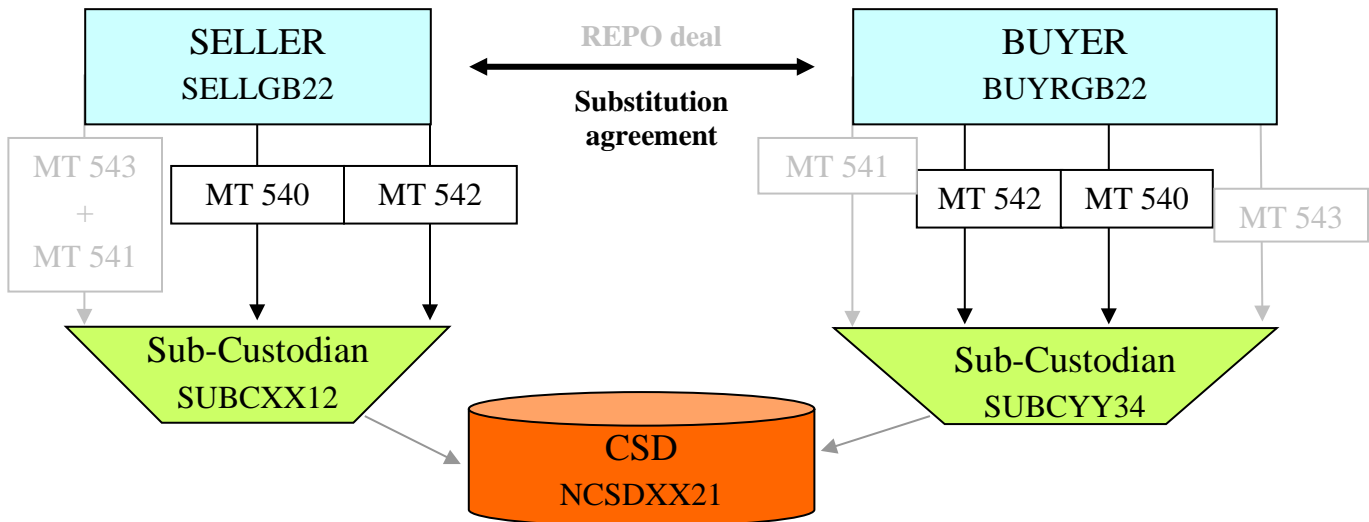 SELLER
SELLGB22
REPO deal
Substitution
agreement
BUYER
BUYRGB22
MT 543
+
MT 541
MT 540
MT 542
MT 541
MT 542
MT 540
MT 543
Sub-Custodian
SUBCXX12
Sub-Custodian
SUBCYY34
CSD
NCSDXX21